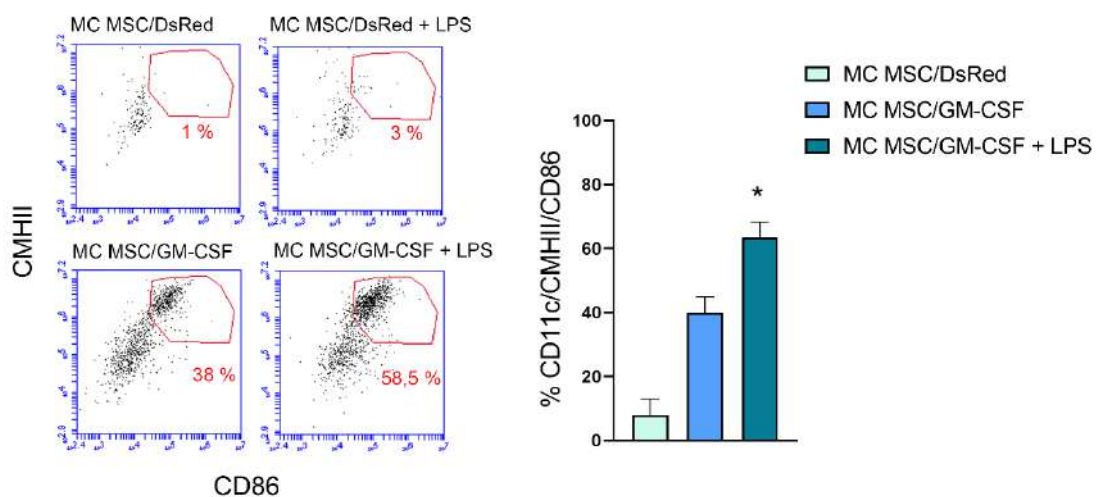 MC MSC/DsRed
MC MSC/DsRed + LPS
1 %
3 %
MC MSC/GM-CSF
MC MSC/GM-CSF + LPS
38 %
58,5 %
CMHII
CD86
MC MSC/DsRed
MC MSC/GM-CSF
MC MSC/GM-CSF + LPS
% CD11c/CMHII/CD86
100
80
60
40
20
0
*